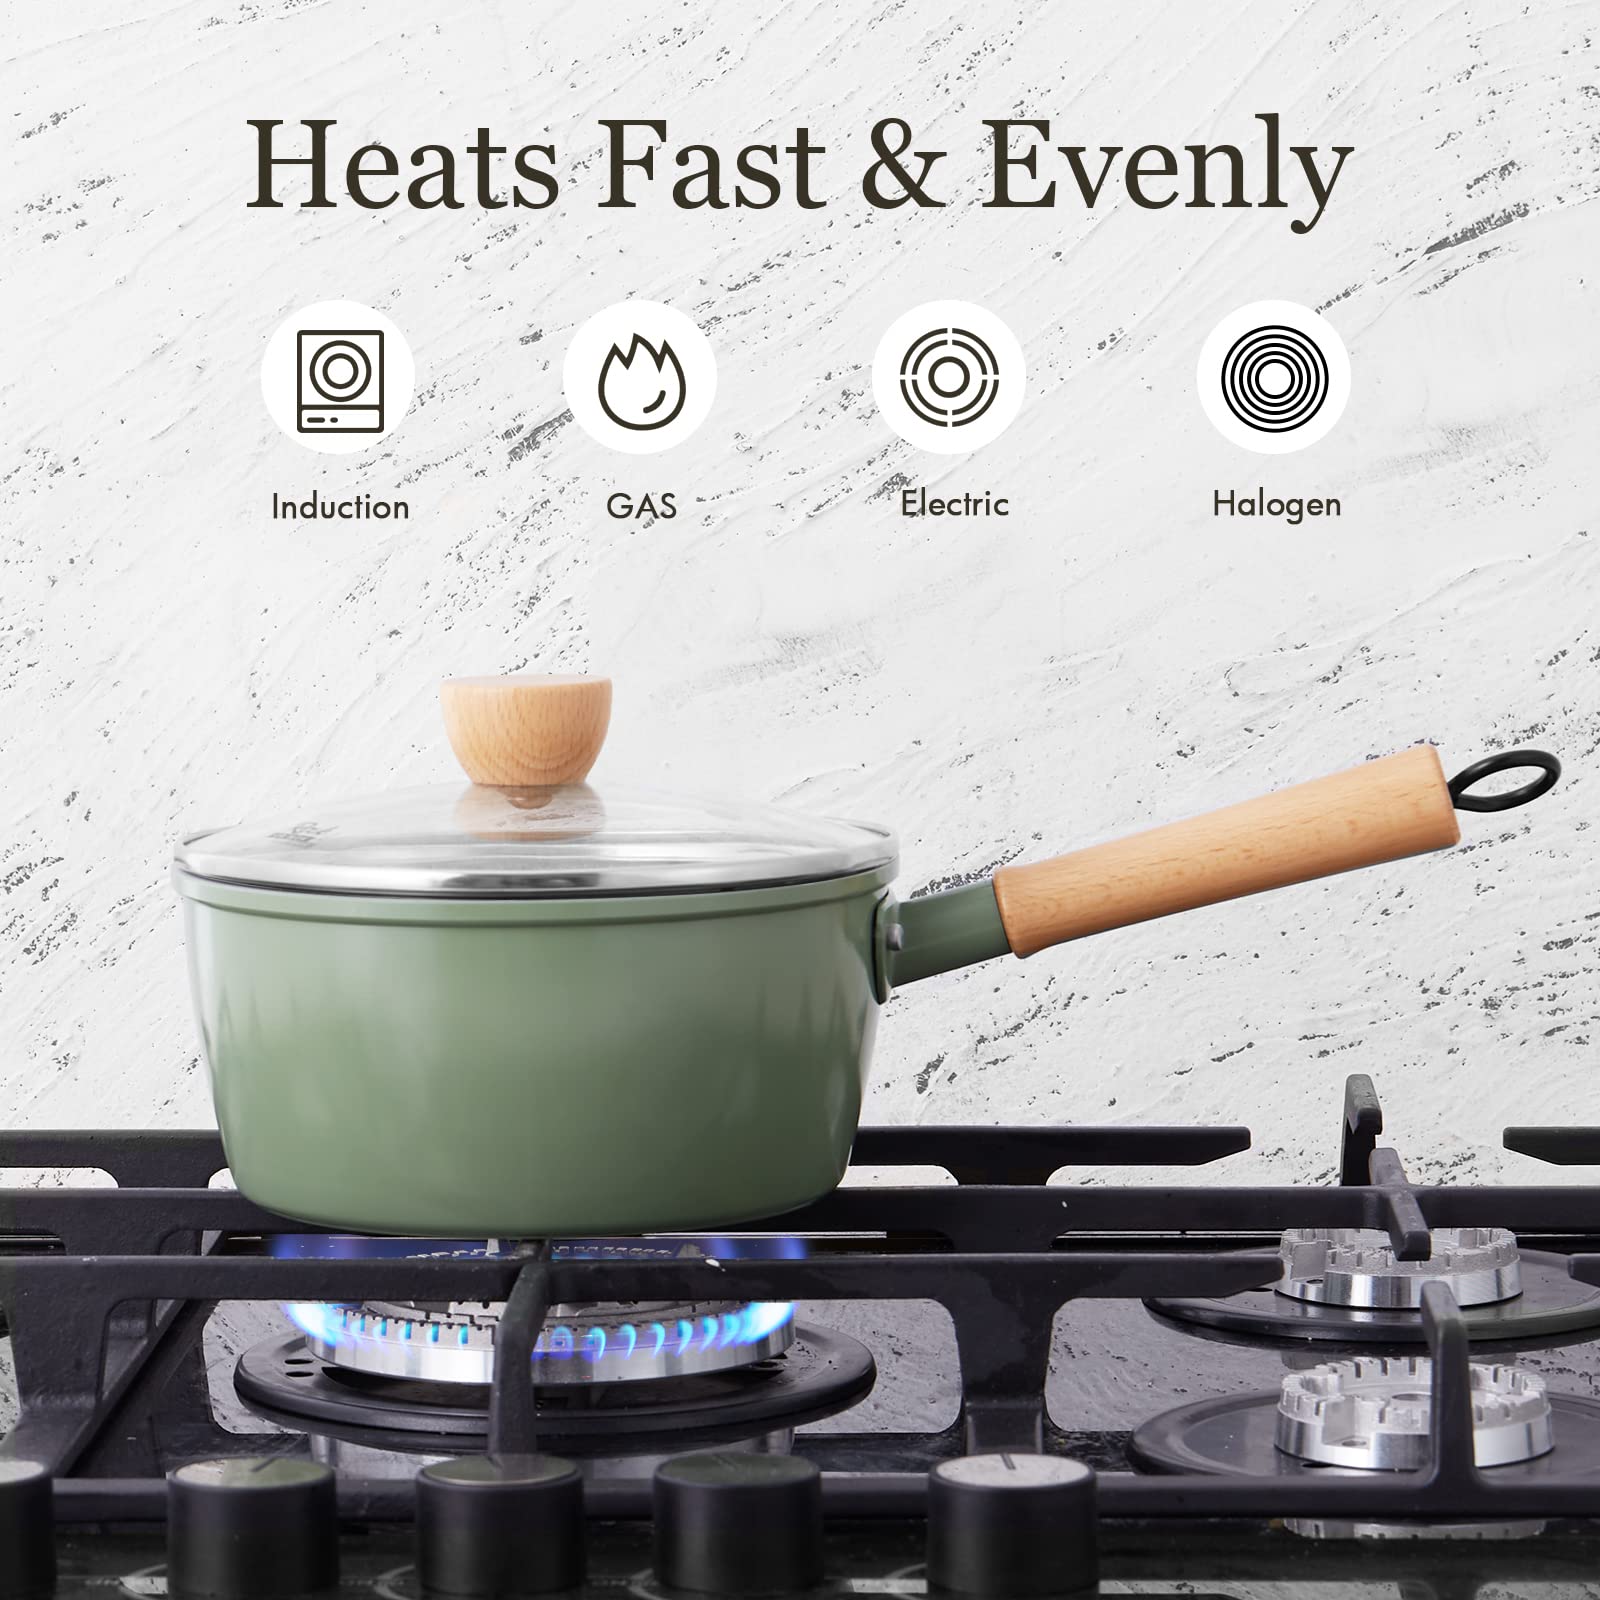 Heats Fast & Evenly
Induction
GAS
Electric
Halogen